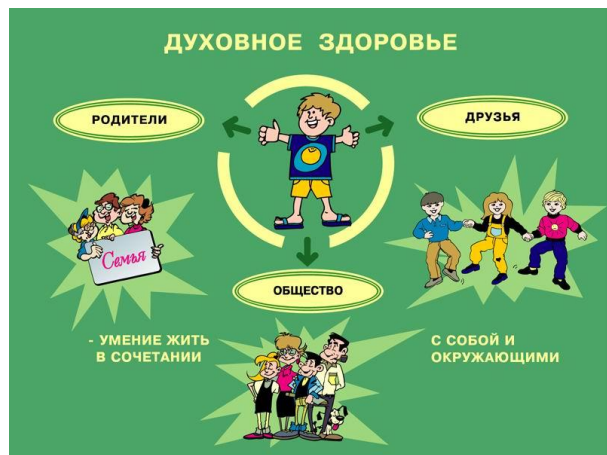 ДУХОВНОЕ ЗДОРОВЬЕ
РОДИТЕЛИ
ДРУЗЬЯ
Семья
ОБЩЕСТВО
- УМЕНИЕ ЖИТЬ
В СОЧЕТАНИИ
С СОБОЙ И
ОКРУЖАЮЩИМИ